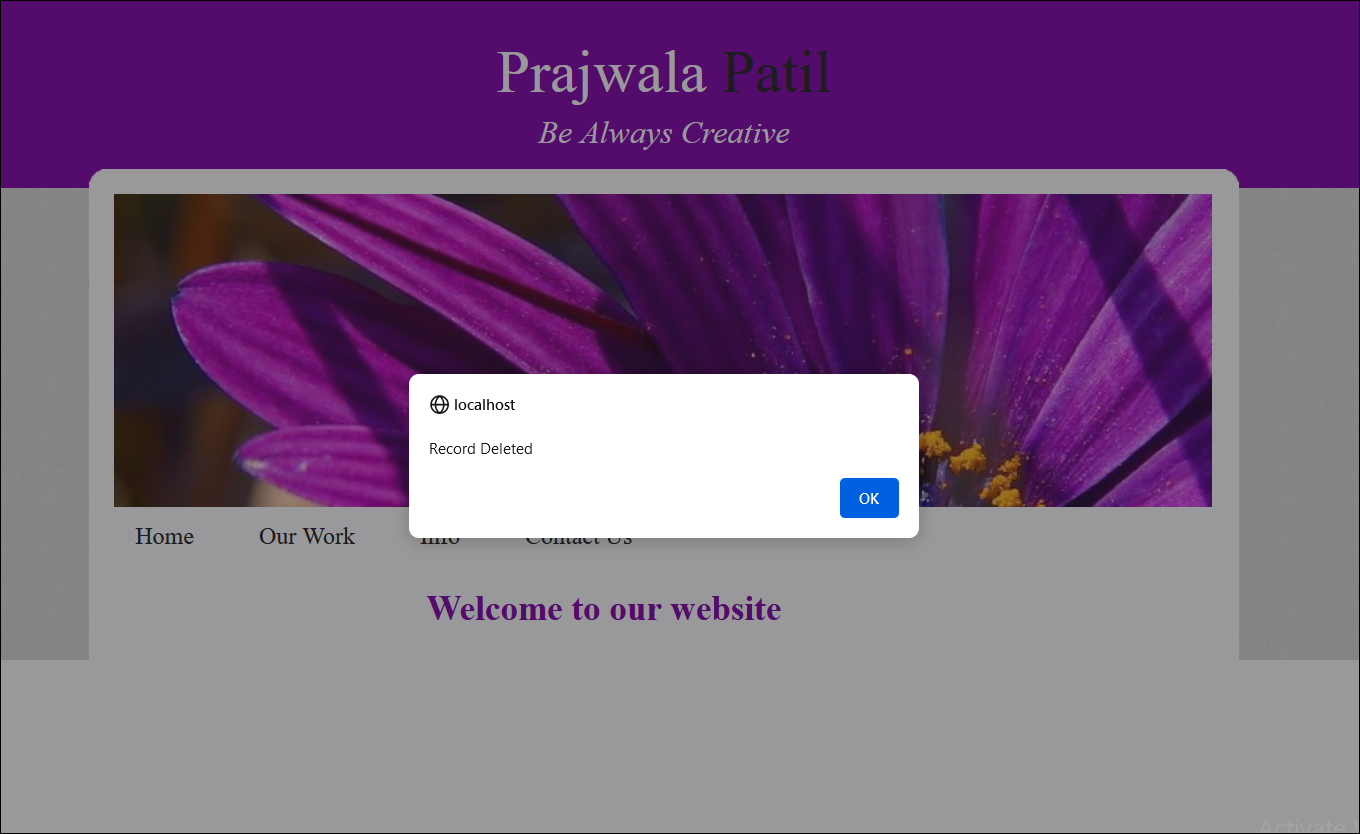 Prajwala Patil
Be Always Creative
localhost
Record Deleted
OK
Home Our Work Info Contact Us
Welcome to our website
Activate